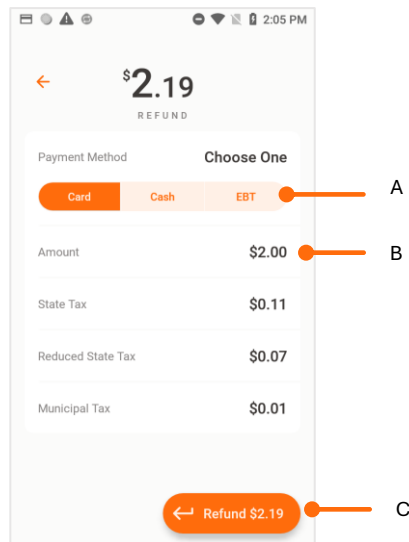 2:05 PM
$2.19
REFUND
Payment Method Choose One
Card Cash EBT A
Amount $2.00 B
State Tax $0.11
Reduced State Tax $0.07
Municipal Tax $0.01
Refund $2.19 C